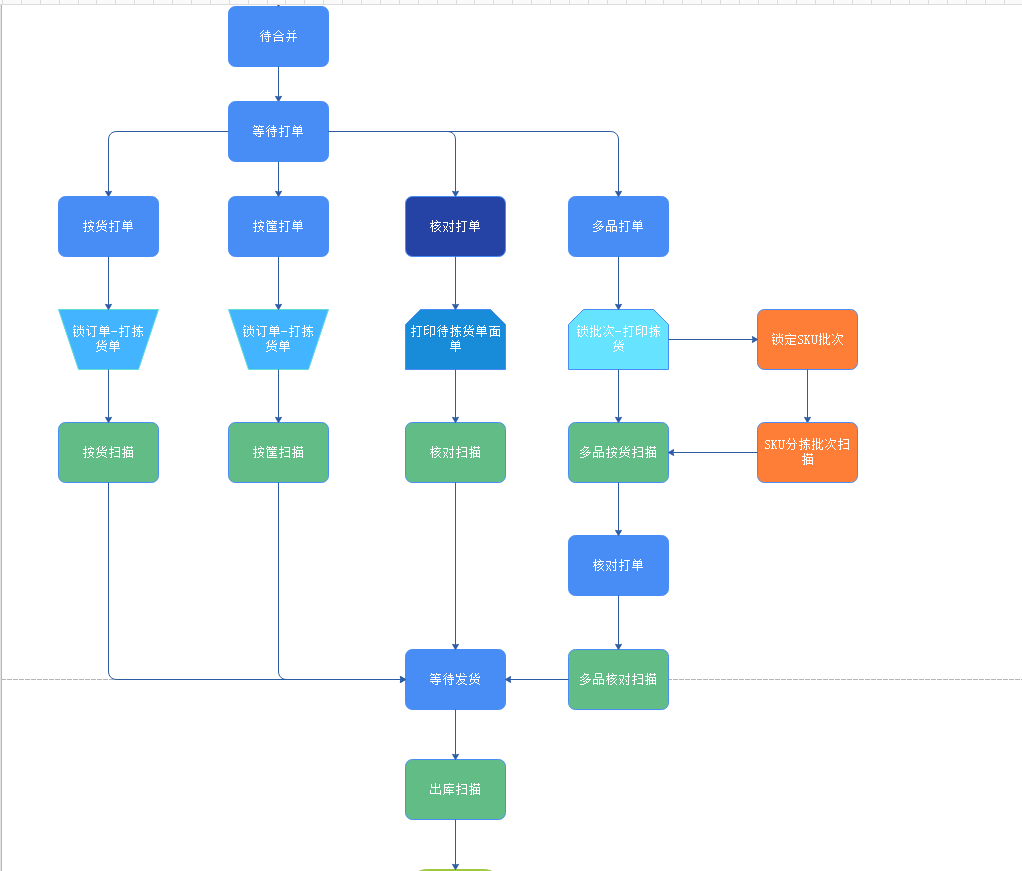 待合并
等待打单
按货打单
按筐打单
核对打单
多品打单
锁订单-打拣
货单
锁订单-打拣
货单
打印待拣货单面
单
锁批次-打印拣
货
锁定SKU批次
按货扫描
按筐扫描
核对扫描
多品按货扫描
SKU分拣批次扫
描
核对打单
等待发货
多品核对扫描
出库扫描